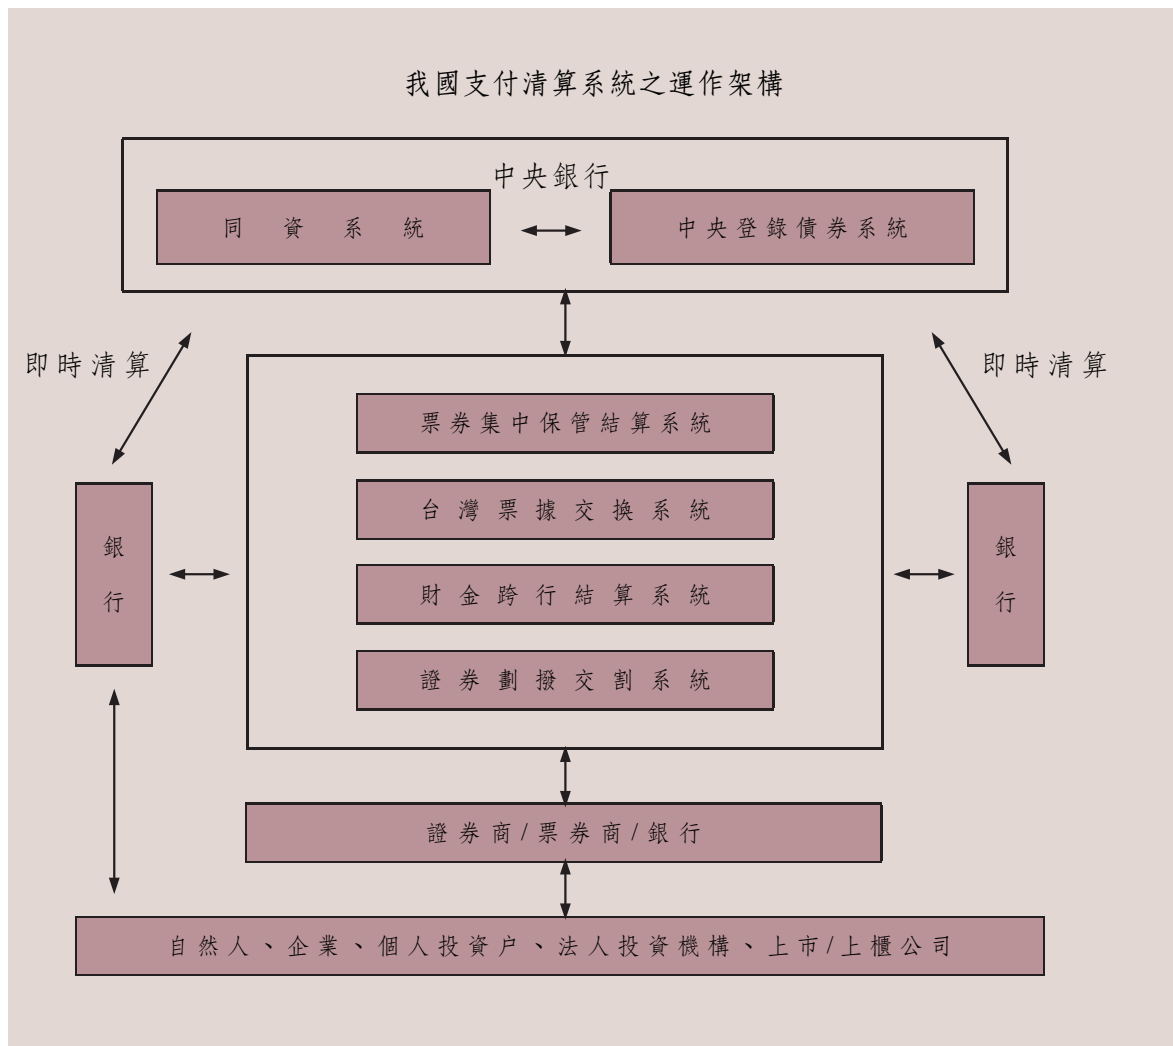 我國支付清算系統之運作架構
中央銀行
同資系統
中央登錄債券系統
即時清算
即時清算
票券集中保管結算系統
台灣票據交換系統
財金跨行結算系統
證券劃撥交割系統
銀行
銀行
證券商/票券商/銀行
自然人、企業、個人投資户、法人投資機構、上市/上櫃公司